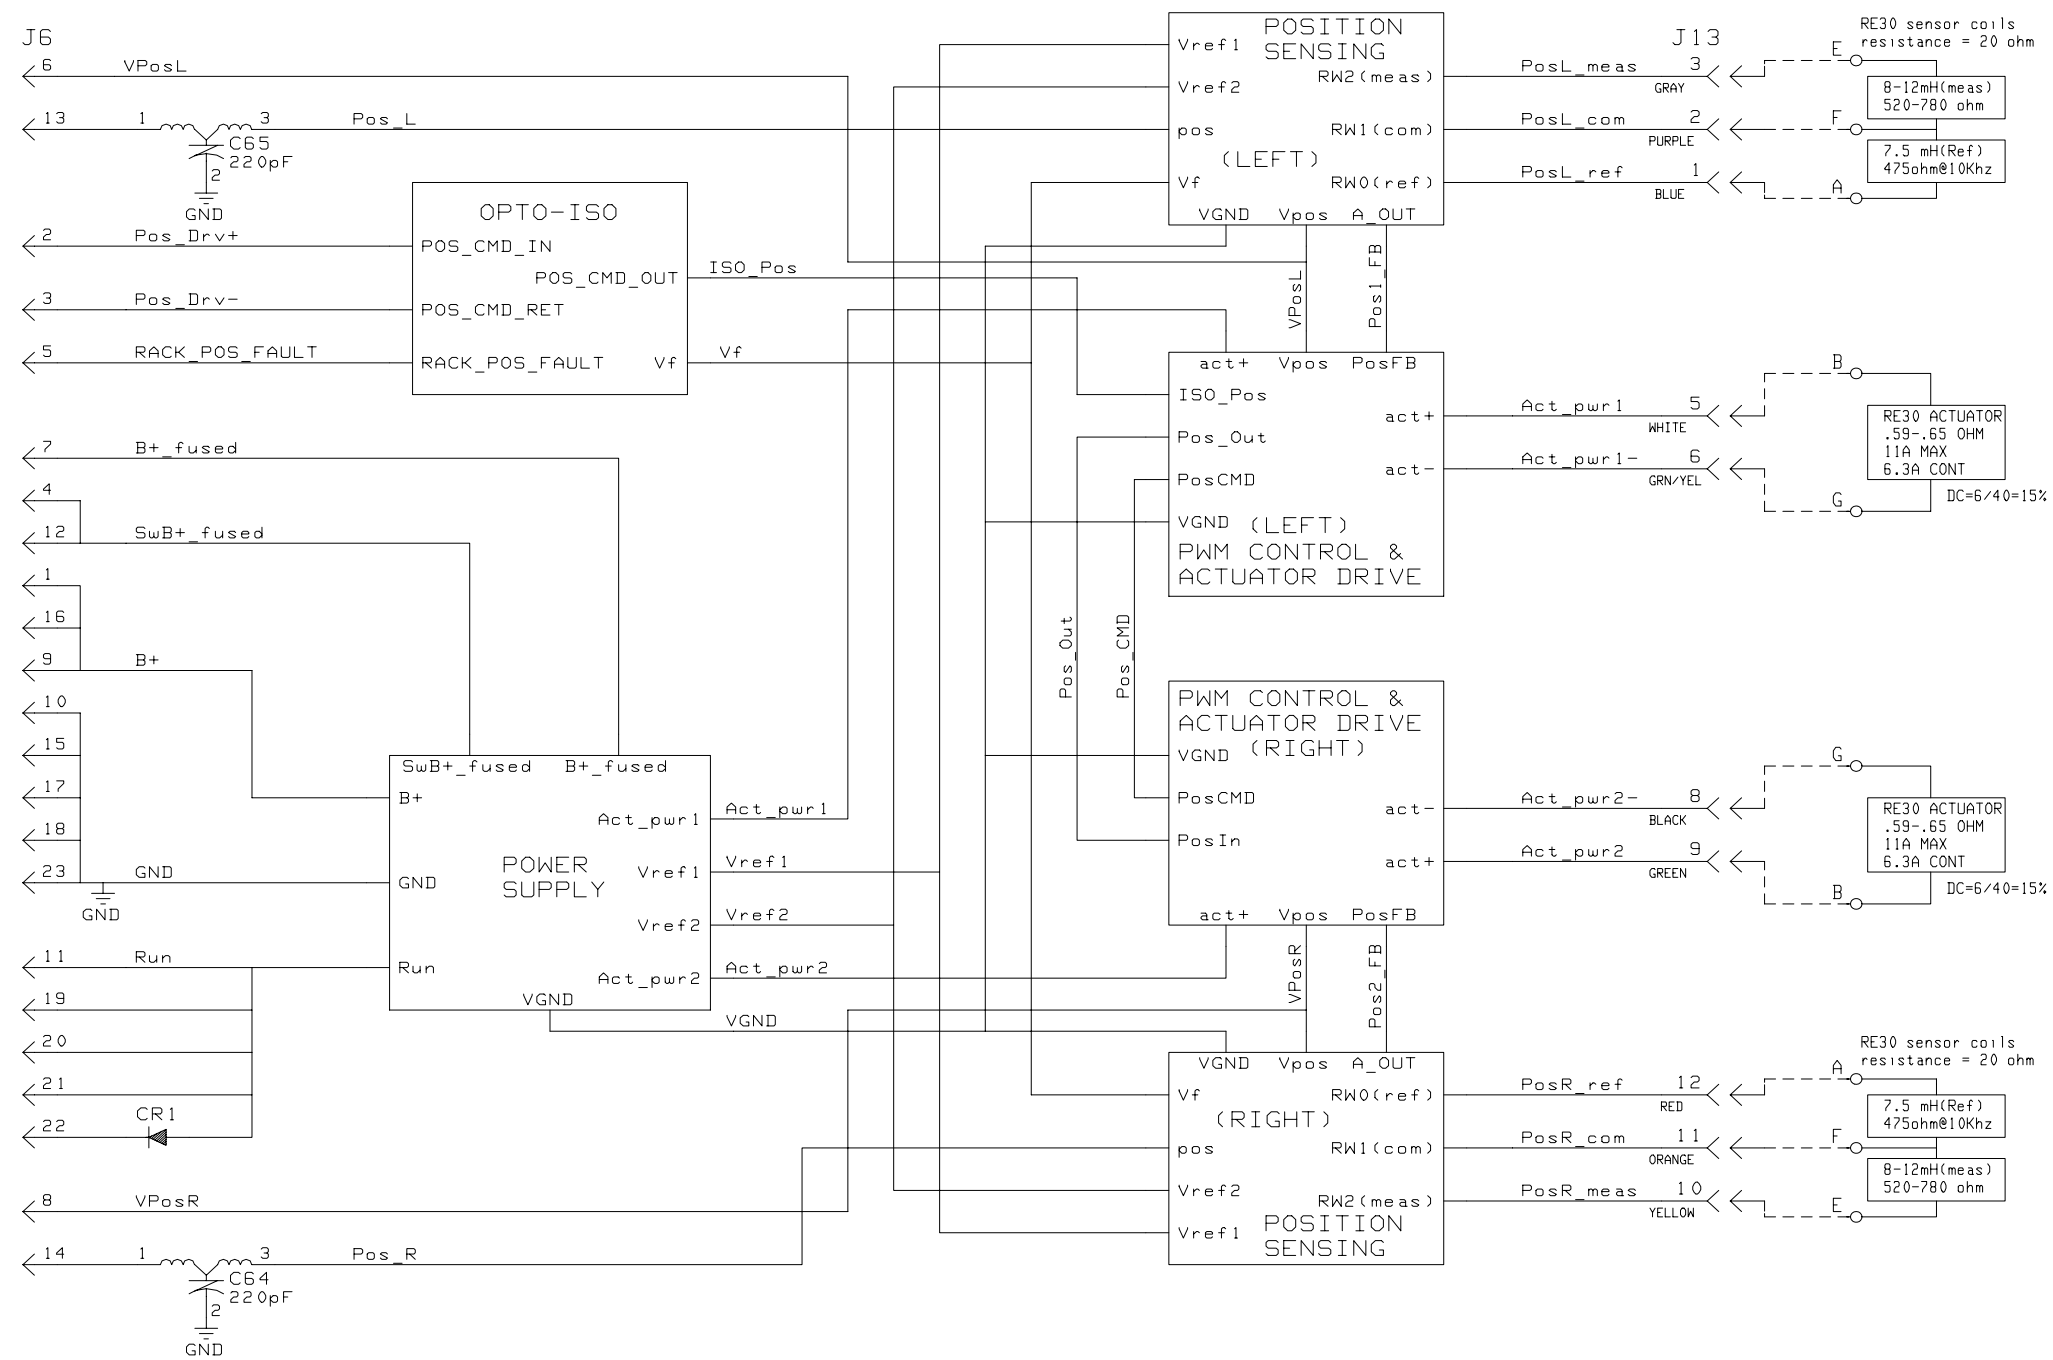 J6
6 VPosL
13 1 3 Pos_L
C65
220pF
2
GND
2 Pos_Drv+
3 Pos_Drv-
5 RACK_POS_FAULT
OPTO-ISO
POS_CMD_IN
POS_CMD_OUT
POS_CMD_RET
RACK_POS_FAULT Vf
ISO_Pos
Vf
7 B+_fused
4
12 SwB+_fused
1
16
9 B+
10
15
17
18
23 GND
GND
11 Run
19
20
21
22 CR1
8 VPosR
14 1 3 Pos_R
C64
220pF
2
GND
SwB+_fused B+_fused
B+
Act_pwr1
POWER
SUPPLY
Vref1
GND
Vref2
Run
Act_pwr2
VGND
Act_pwr1
Vref1
Vref2
Act_pwr2
VGND
POSITION
SENSING
Vref1
RW2(meas)
Vref2
pos RW1(com)
(LEFT)
Vf RW0(ref)
VGND Vpos A_OUT
VPosL
Pos1_FB
act+ Vpos PosFB
ISO_Pos
act+
Pos_Out
act-
PosCMD
VGND (LEFT)
PWM CONTROL &
ACTUATOR DRIVE
Pos_Out
Pos_CMD
PWM CONTROL &
ACTUATOR DRIVE
(RIGHT)
VGND
PosCMD act-
PosIn
act+
act+ Vpos PosFB
VPosR
Pos2_FB
VGND Vpos A_OUT
Vf RW0(ref)
(RIGHT)
pos RW1(com)
Vref2
RW2(meas)
Vref1
POSITION
SENSING
J13
PosL_meas 3
GRAY
PosL_com 2
PURPLE
PosL_ref 1
BLUE
RE30 sensor coils
resistance = 20 ohm
E
8-12mH(meas)
520-780 ohm
F
7.5 mH(Ref)
475ohm@10Khz
A
Act_pwr1 5
WHITE
Act_pwr1- 6
GRN/YEL
B
RE30 ACTUATOR
.59-.65 OHM
11A MAX
6.3A CONT
G
DC=6/40=15%
Act_pwr2- 8
BLACK
Act_pwr2 9
GREEN
G
RE30 ACTUATOR
.59-.65 OHM
11A MAX
6.3A CONT
B
DC=6/40=15%
RE30 sensor coils
resistance = 20 ohm
PosR_ref 12
RED
PosR_com 11
ORANGE
PosR_meas 10
YELLOW
A
7.5 mH(Ref)
475ohm@10Khz
F
8-12mH(meas)
520-780 ohm
E